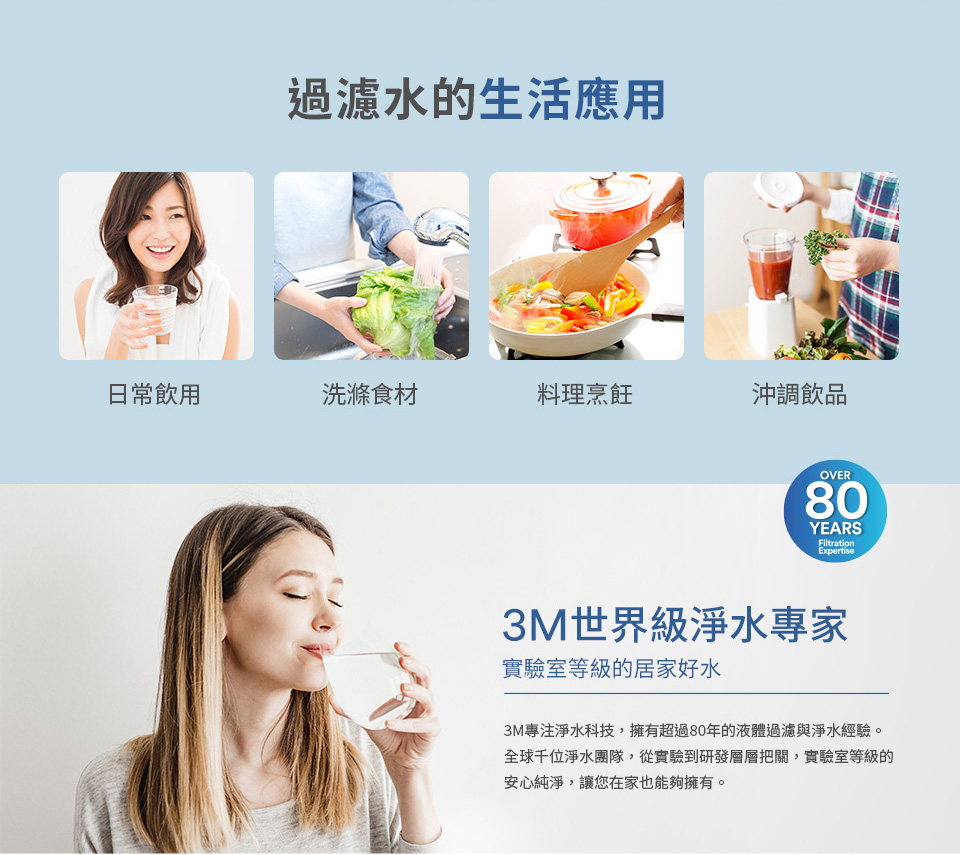 過濾水的生活應用
日常飲用
洗滌食材
料理烹飪
沖調飲品
OVER
80
YEARS
Filtration
Expertise
3M世界級淨水專家
實驗室等級的居家好水
3M專注淨水科技，擁有超過80年的液體過濾與淨水經驗。
全球千位淨水團隊，從實驗到研發層層把關，實驗室等級的
安心純淨，讓您在家也能夠擁有。